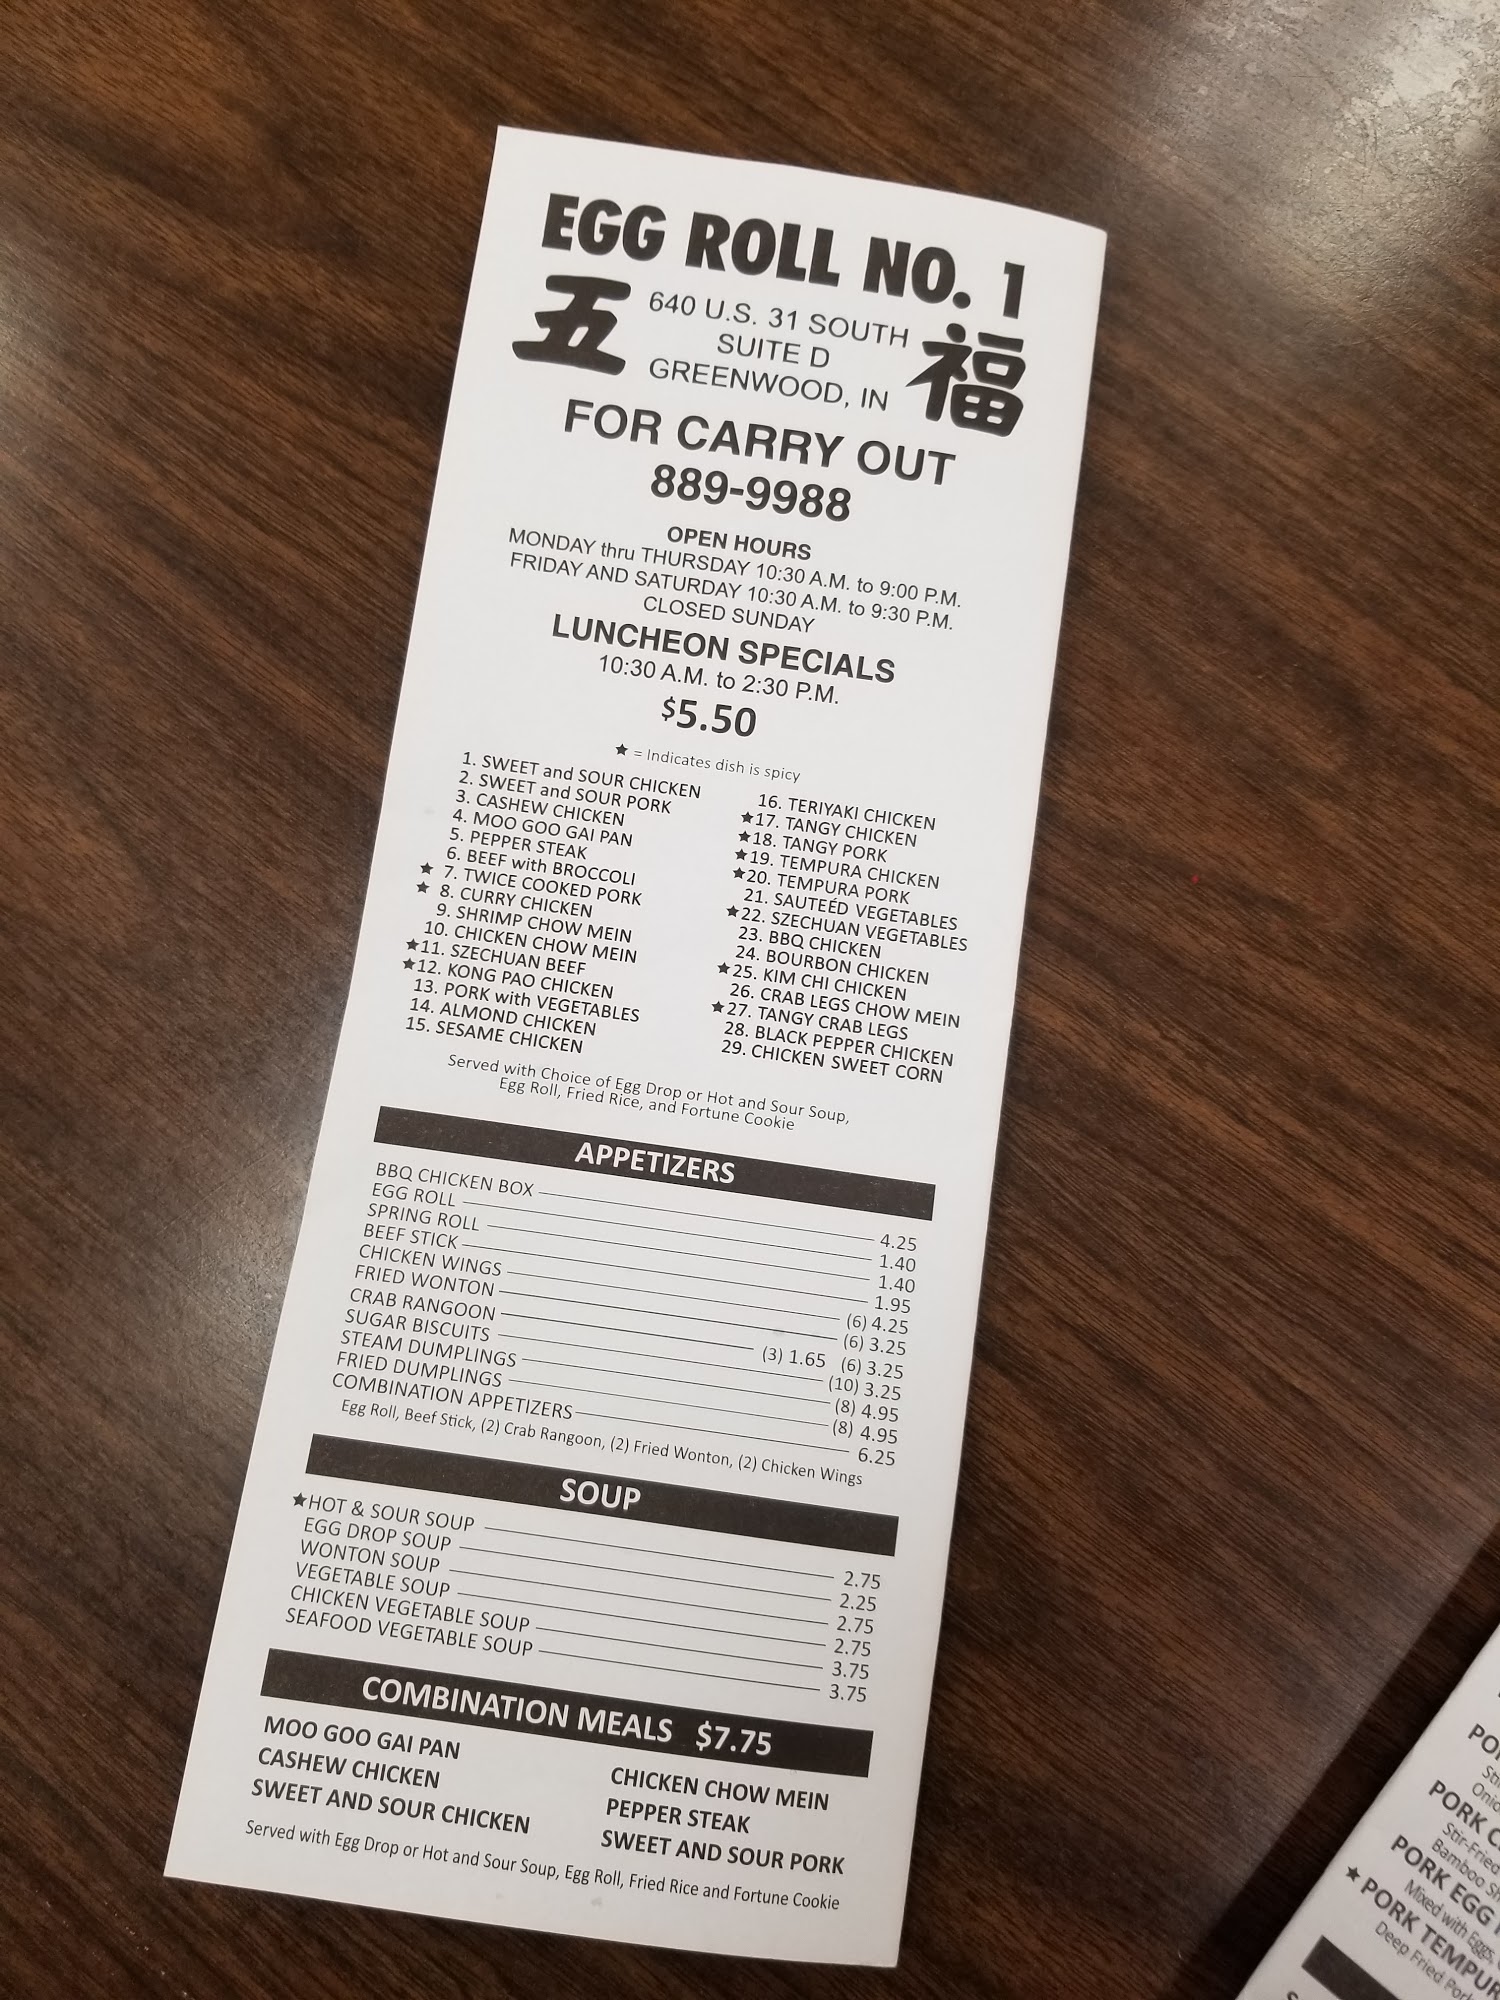 EGG ROLL NO. 1
五 福
640 U.S. 31 SOUTH
SUITE D
GREENWOOD, IN
FOR CARRY OUT
889-9988
OPEN HOURS
MONDAY thru THURSDAY 10:30 A.M. to 9:00 P.M.
FRIDAY AND SATURDAY 10:30 A.M. to 9:30 P.M.
CLOSED SUNDAY
LUNCHEON SPECIALS
10:30 A.M. to 2:30 P.M.
$5.50
★ = Indicates dish is spicy
1. SWEET and SOUR CHICKEN
2. SWEET and SOUR PORK
3. CASHEW CHICKEN
4. MOO GOO GAI PAN
5. PEPPER STEAK
6. BEEF with BROCCOLI
★ 7. TWICE COOKED PORK
★ 8. CURRY CHICKEN
9. SHRIMP CHOW MEIN
10. CHICKEN CHOW MEIN
★11. SZECHUAN BEEF
★12. KONG PAO CHICKEN
13. PORK with VEGETABLES
14. ALMOND CHICKEN
15. SESAME CHICKEN
16. TERIYAKI CHICKEN
★17. TANGY CHICKEN
★18. TANGY PORK
★19. TEMPURA CHICKEN
★20. TEMPURA PORK
21. SAUTEÉD VEGETABLES
★22. SZECHUAN VEGETABLES
23. BBQ CHICKEN
24. BOURBON CHICKEN
★25. KIM CHI CHICKEN
26. CRAB LEGS CHOW MEIN
★27. TANGY CRAB LEGS
28. BLACK PEPPER CHICKEN
29. CHICKEN SWEET CORN
Served with Choice of Egg Drop or Hot and Sour Soup,
Egg Roll, Fried Rice, and Fortune Cookie
APPETIZERS
BBQ CHICKEN BOX 4.25
EGG ROLL 1.40
SPRING ROLL 1.40
BEEF STICK 1.95
CHICKEN WINGS (6) 4.25
FRIED WONTON (6) 3.25
CRAB RANGOON (3) 1.65 (6) 3.25
SUGAR BISCUITS (10) 3.25
STEAM DUMPLINGS (8) 4.95
FRIED DUMPLINGS (8) 4.95
COMBINATION APPETIZERS 6.25
Egg Roll, Beef Stick, (2) Crab Rangoon, (2) Fried Wonton, (2) Chicken Wings
SOUP
★HOT & SOUR SOUP 2.75
EGG DROP SOUP 2.25
WONTON SOUP 2.75
VEGETABLE SOUP 2.75
CHICKEN VEGETABLE SOUP 3.75
SEAFOOD VEGETABLE SOUP 3.75
COMBINATION MEALS $7.75
MOO GOO GAI PAN
CASHEW CHICKEN
SWEET AND SOUR CHICKEN
CHICKEN CHOW MEIN
PEPPER STEAK
SWEET AND SOUR PORK
Served with Egg Drop or Hot and Sour Soup, Egg Roll, Fried Rice and Fortune Cookie
PORK
Stir-Fried
Bamboo
PORK EGG
Mixed with Eggs,
★ PORK
Deep Fried